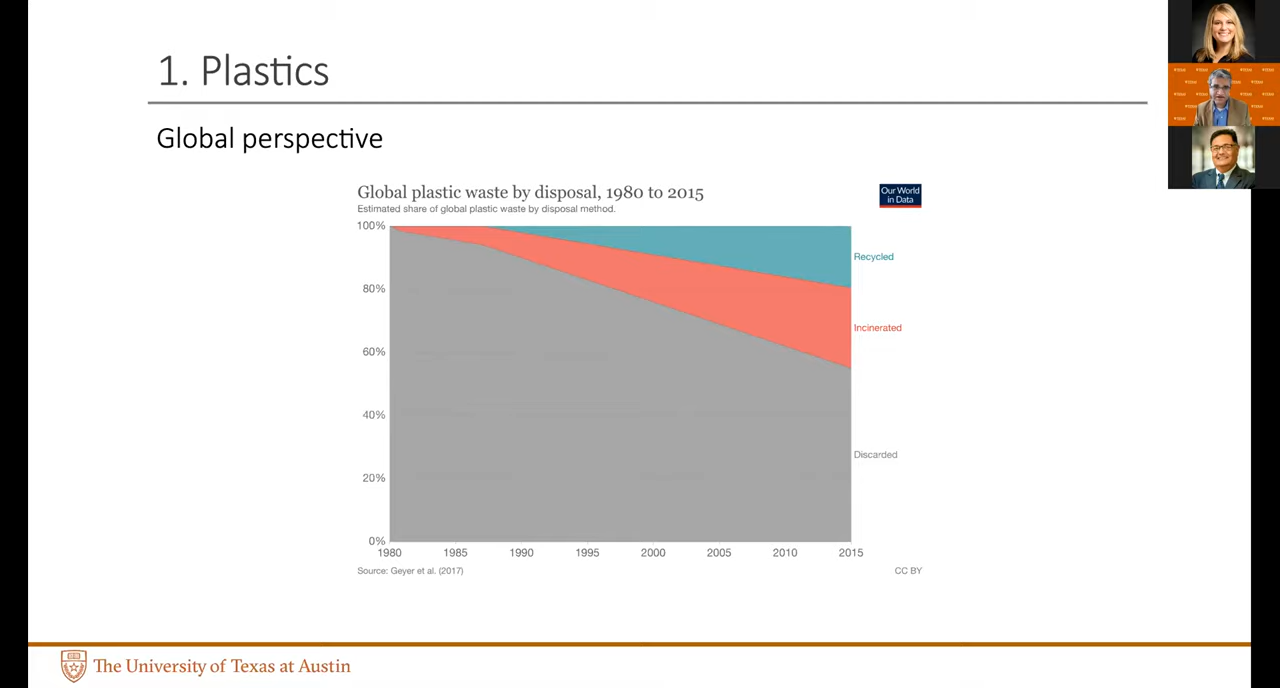 1. Plastics
Global perspective
Global plastic waste by disposal, 1980 to 2015
Estimated share of global plastic waste by disposal method.
Our World
in Data
100%
80%
60%
40%
20%
0%
Recycled
Incinerated
Discarded
1980 1985 1990 1995 2000 2005 2010 2015
Source: Geyer et al. (2017)
CC BY
The University of Texas at Austin